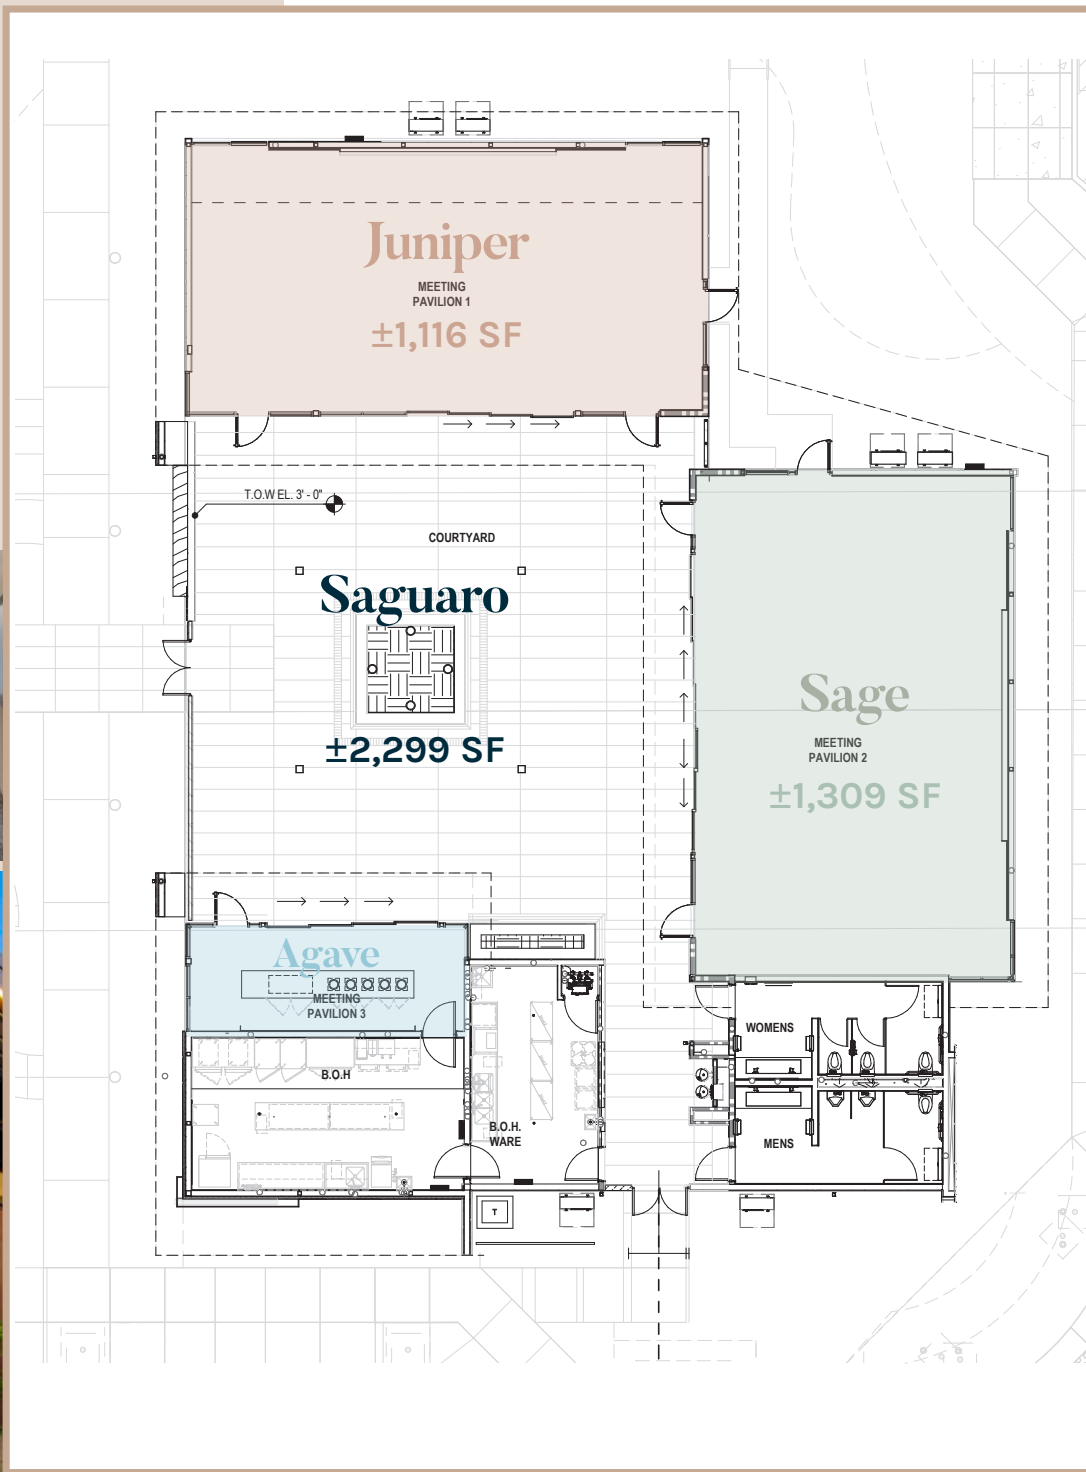 Juniper
MEETING
PAVILION 1
±1,116 SF
T.O.W EL. 3' - 0"
COURTYARD
Saguaro
±2,299 SF
Sage
MEETING
PAVILION 2
±1,309 SF
Agave
MEETING
PAVILION 3
B.O.H
B.O.H.
WARE
WOMENS
MENS
T